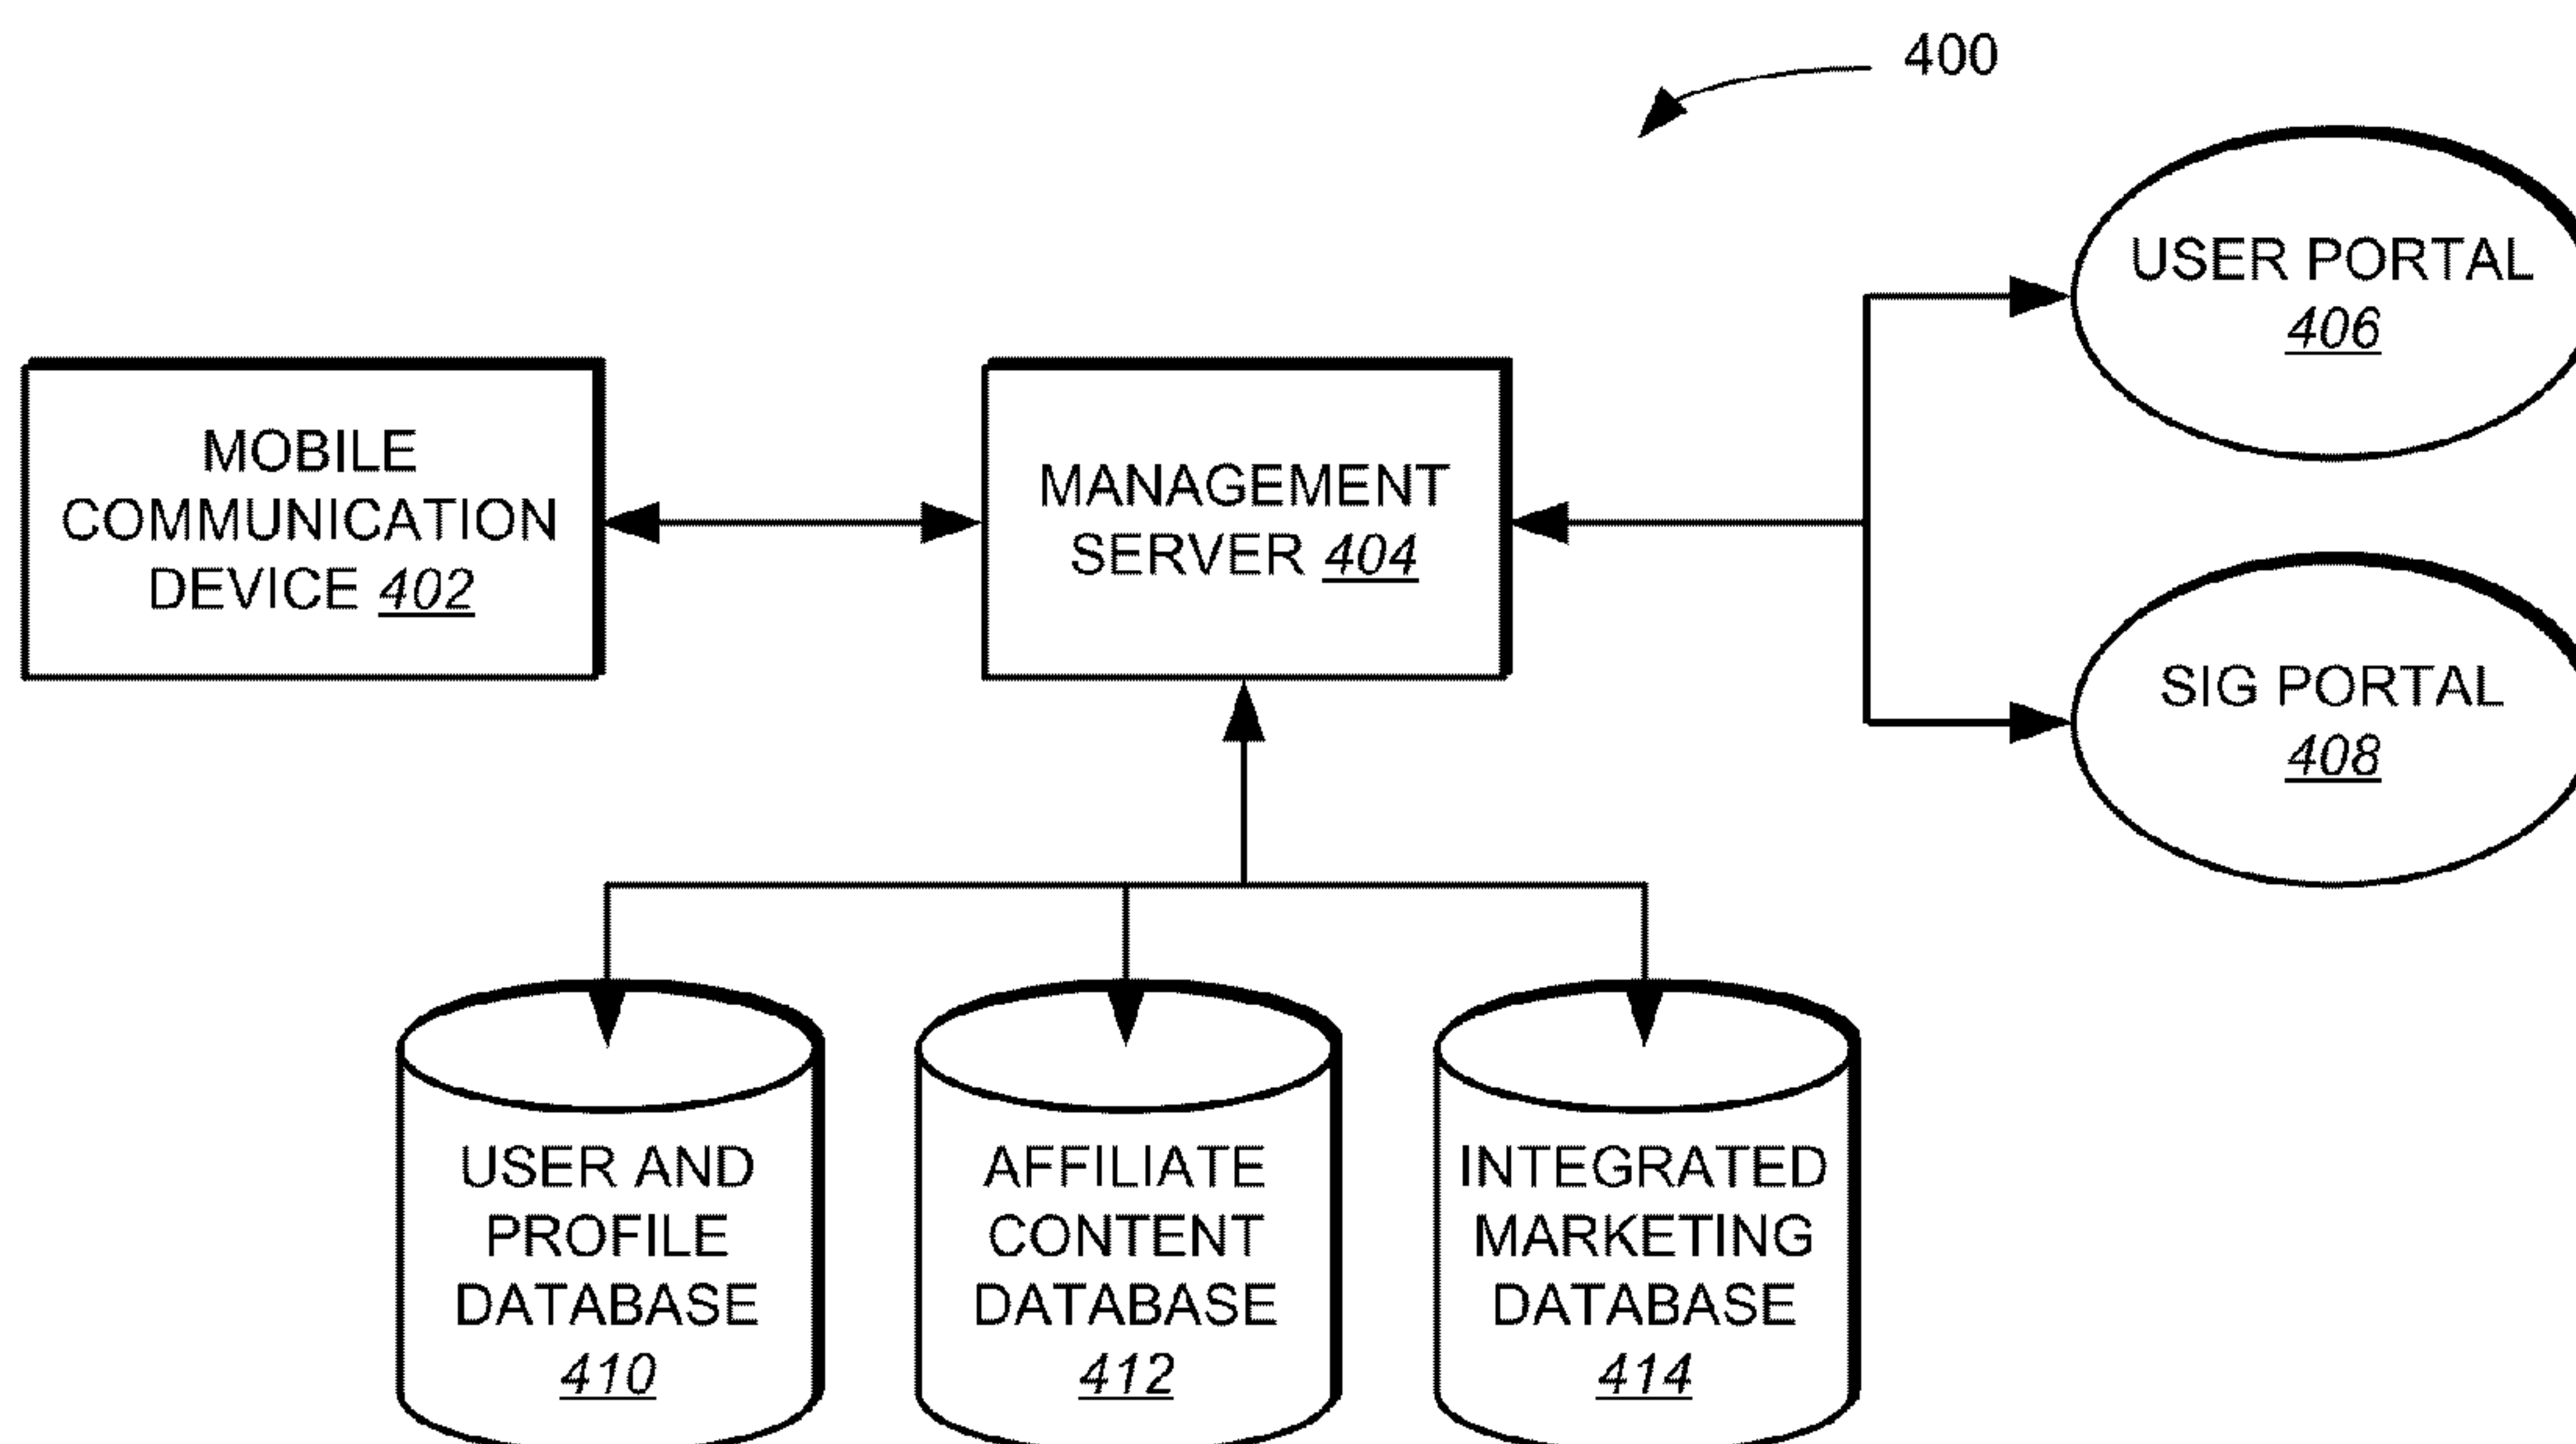 400
USER PORTAL
406
MOBILE
COMMUNICATION
DEVICE 402
MANAGEMENT
SERVER 404
SIG PORTAL
408
USER AND
PROFILE
DATABASE
410
AFFILIATE
CONTENT
DATABASE
412
INTEGRATED
MARKETING
DATABASE
414